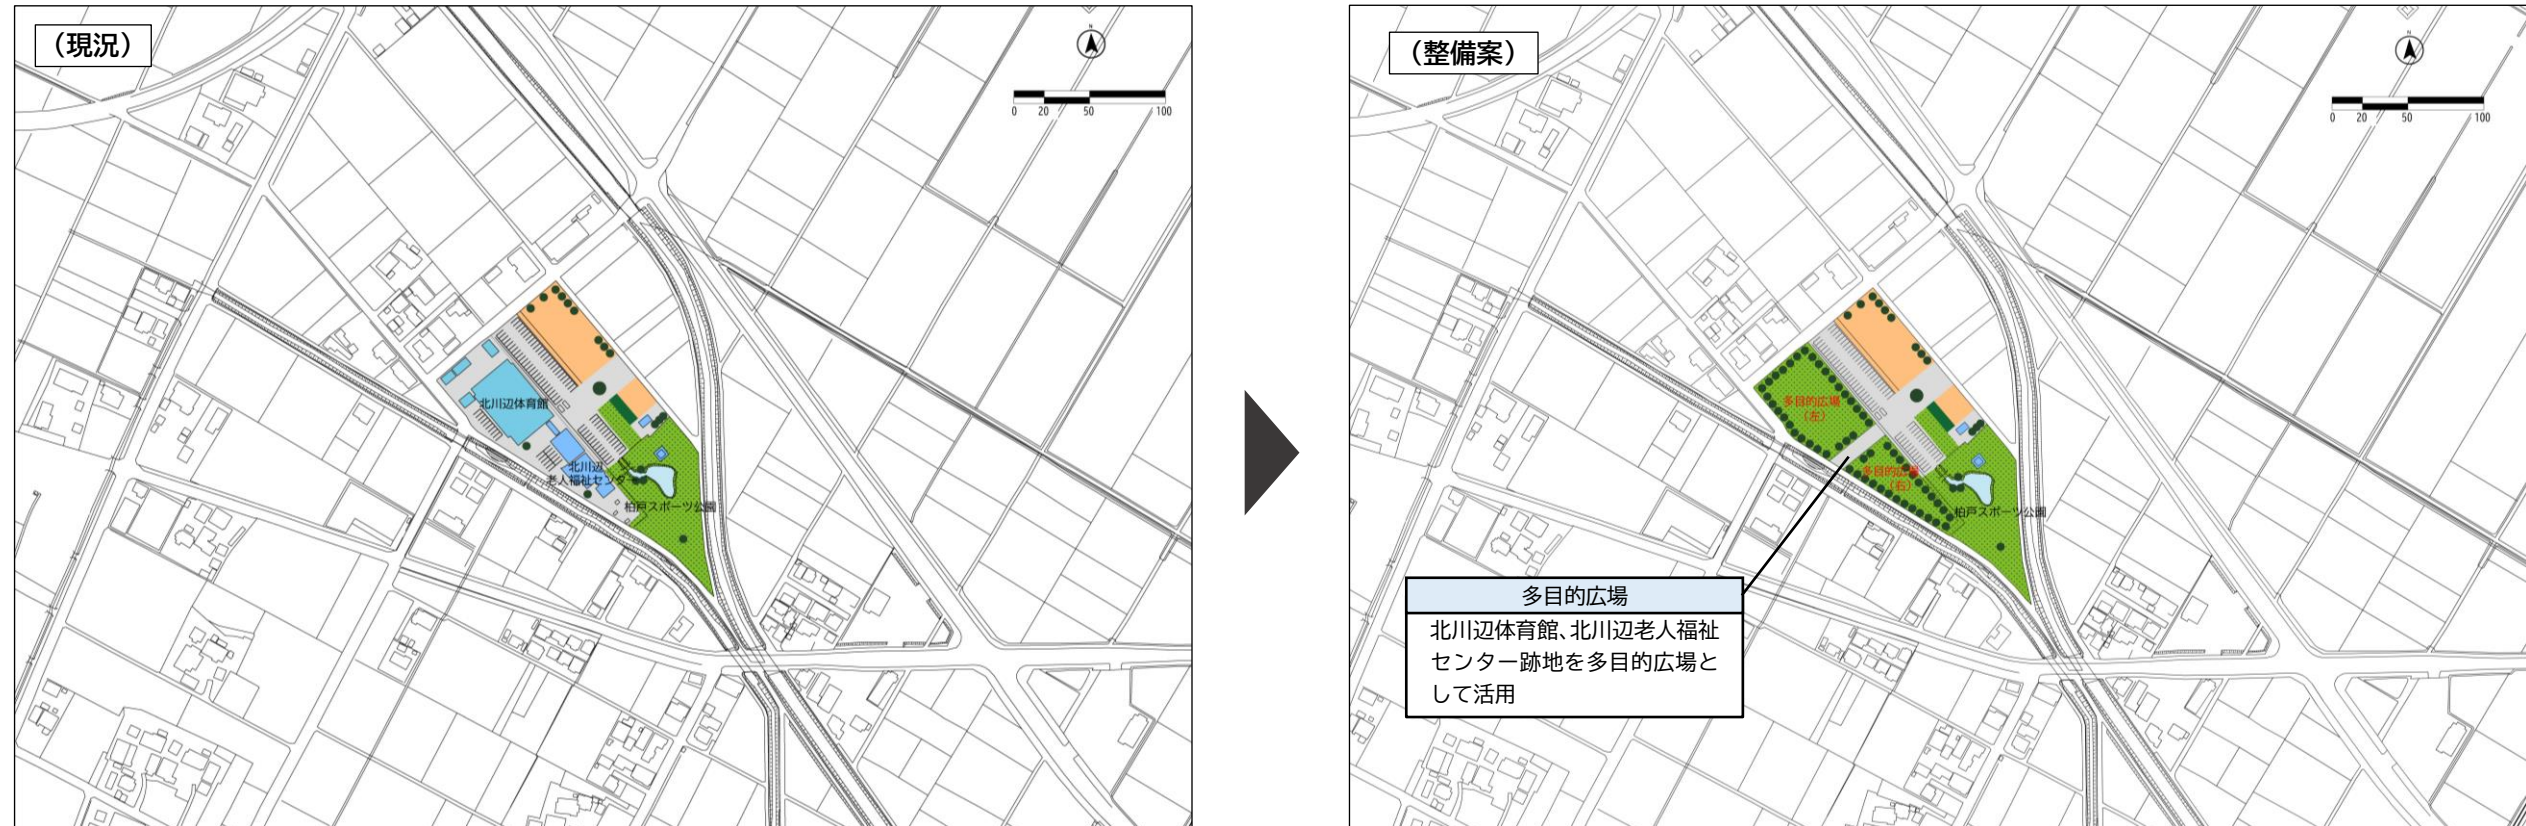 （現況）
N
0 20 50 100
北川辺体育館
北川辺
老人福祉センター
柏戸スポーツ公園
（整備案）
N
0 20 50 100
多目的広場
（左）
多目的広場
（右）
柏戸スポーツ公園
多目的広場
北川辺体育館、北川辺老人福祉
センター跡地を多目的広場と
して活用